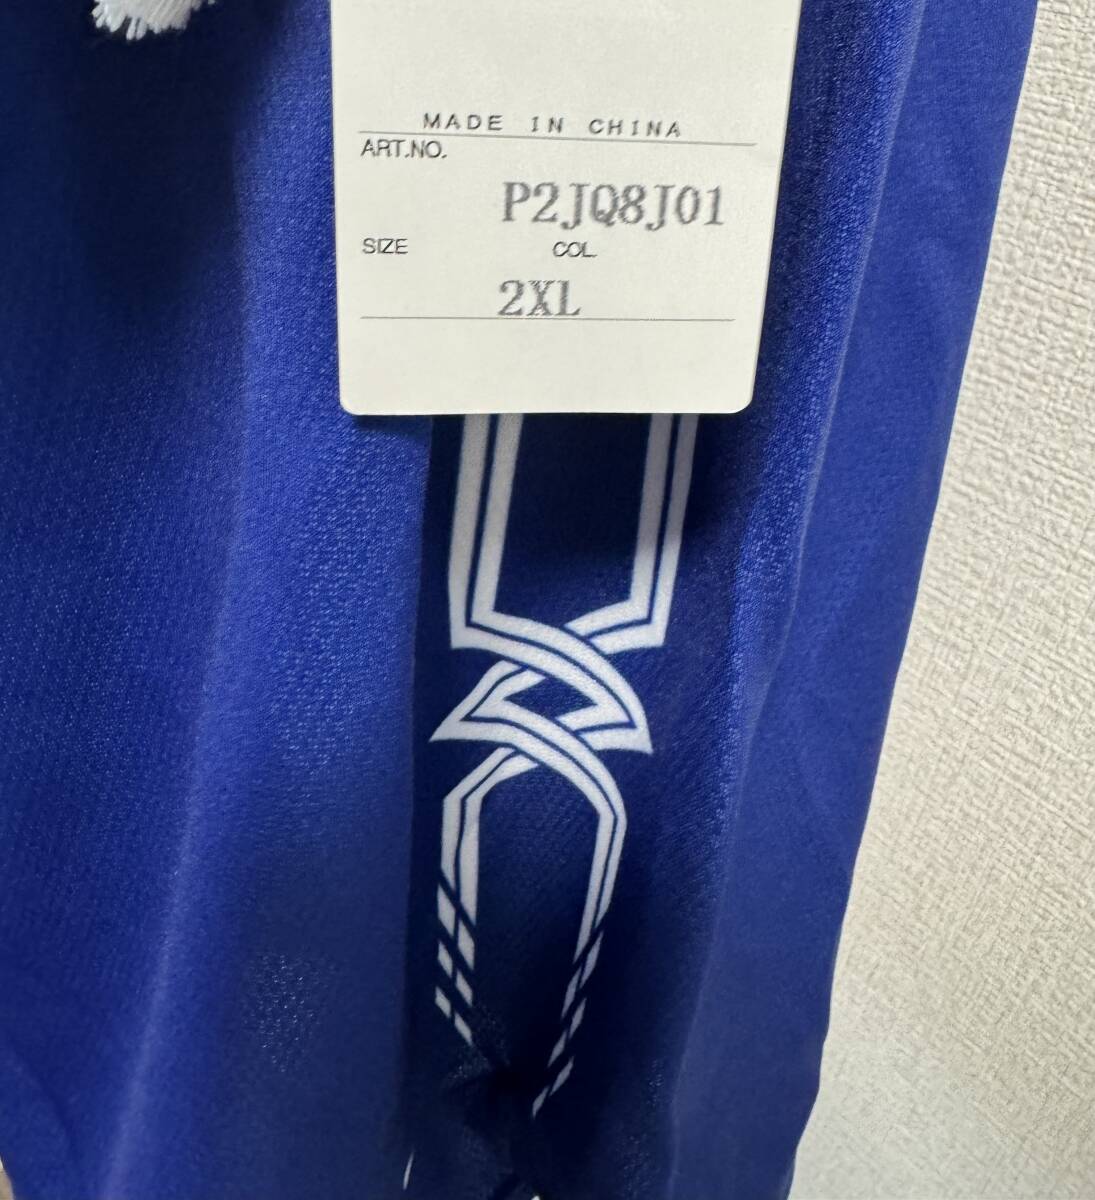 MADE IN CHINA
ART.NO.
P2JQ8J01
SIZE COL.
2XL